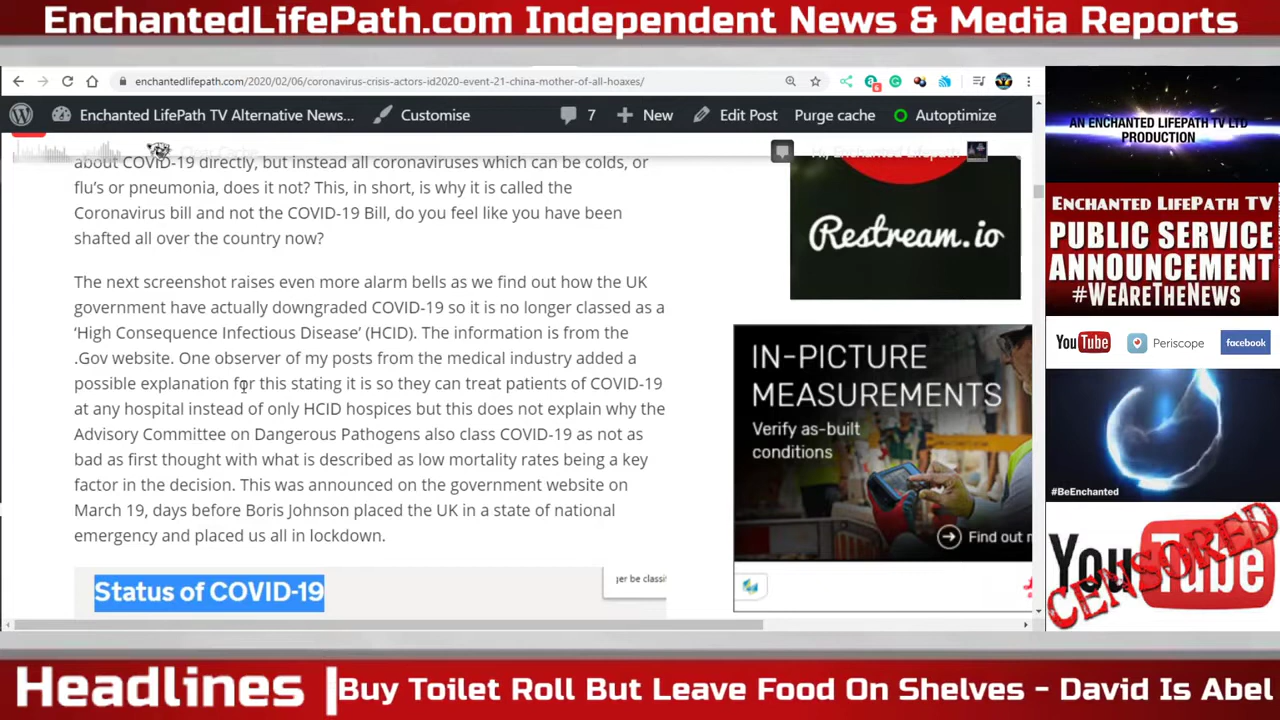 EnchantedLifePath.com Independent News & Media Reports
enchantedlifepath.com/2020/02/06/coronavirus-crisis-actors-id2020-event-21-china-mother-of-all-hoaxes/
Enchanted LifePath TV Alternative News... Customise 7 New Edit Post Purge cache Autoptimize
Clear Cache Hi, Enchanted Lifepath
about COVID-19 directly, but instead all coronaviruses which can be colds, or
flu's or pneumonia, does it not? This, in short, is why it is called the
Coronavirus bill and not the COVID-19 Bill, do you feel like you have been
shafted all over the country now?
The next screenshot raises even more alarm bells as we find out how the UK
government have actually downgraded COVID-19 so it is no longer classed as a
‘High Consequence Infectious Disease’ (HCID). The information is from the
.Gov website. One observer of my posts from the medical industry added a
possible explanation for this stating it is so they can treat patients of COVID-19
at any hospital instead of only HCID hospices but this does not explain why the
Advisory Committee on Dangerous Pathogens also class COVID-19 as not as
bad as first thought with what is described as low mortality rates being a key
factor in the decision. This was announced on the government website on
March 19, days before Boris Johnson placed the UK in a state of national
emergency and placed us all in lockdown.
Status of COVID-19
ger be classi
Restream.io
IN-PICTURE
MEASUREMENTS
Verify as-built
conditions
Find out
AN ENCHANTED LIFEPATH TV LTD
PRODUCTION
ENCHANTED LIFEPATH TV
PUBLIC SERVICE
ANNOUNCEMENT
#WEARETHENEWS
YouTube Periscope facebook
#BeEnchanted
YouTube
CENSORED
Headlines | Buy Toilet Roll But Leave Food On Shelves - David Is Abel